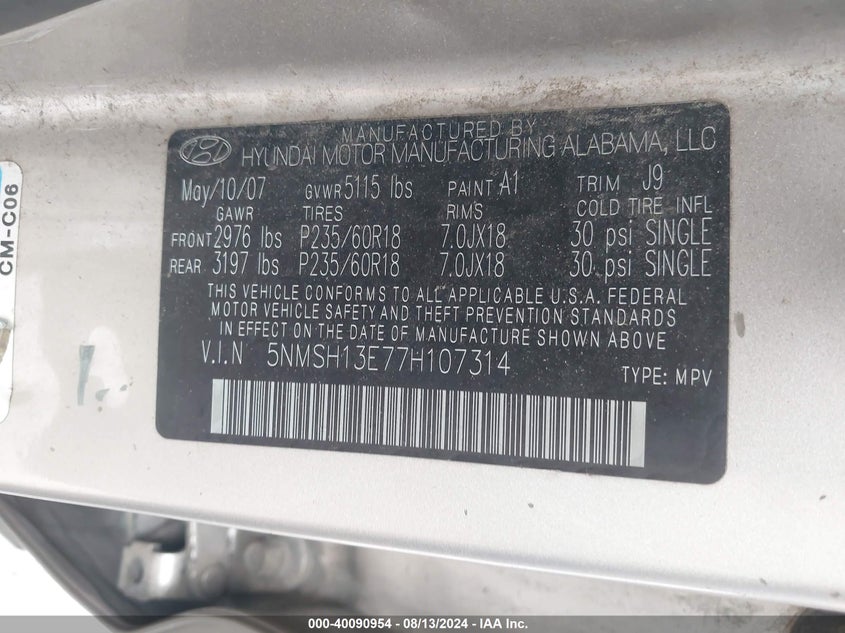 MANUFACTURED BY
HYUNDAI MOTOR MANUFACTURING ALABAMA, LLC
May/10/07 GVWR 5115 lbs PAINT A1 TRIM J9
GAWR TIRES RIMS COLD TIRE INFL
FRONT 2976 lbs P235/60R18 7.0JX18 30 psi SINGLE
REAR 3197 lbs P235/60R18 7.0JX18 30 psi SINGLE
THIS VEHICLE CONFORMS TO ALL APPLICABLE U.S.A. FEDERAL
MOTOR VEHICLE SAFETY AND THEFT PREVENTION STANDARDS
IN EFFECT ON THE DATE OF MANUFACTURE SHOWN ABOVE
V.I.N 5NMSH13E77H107314
TYPE: MPV
CM-C06
000-40090954 - 08/13/2024 - IAA Inc.